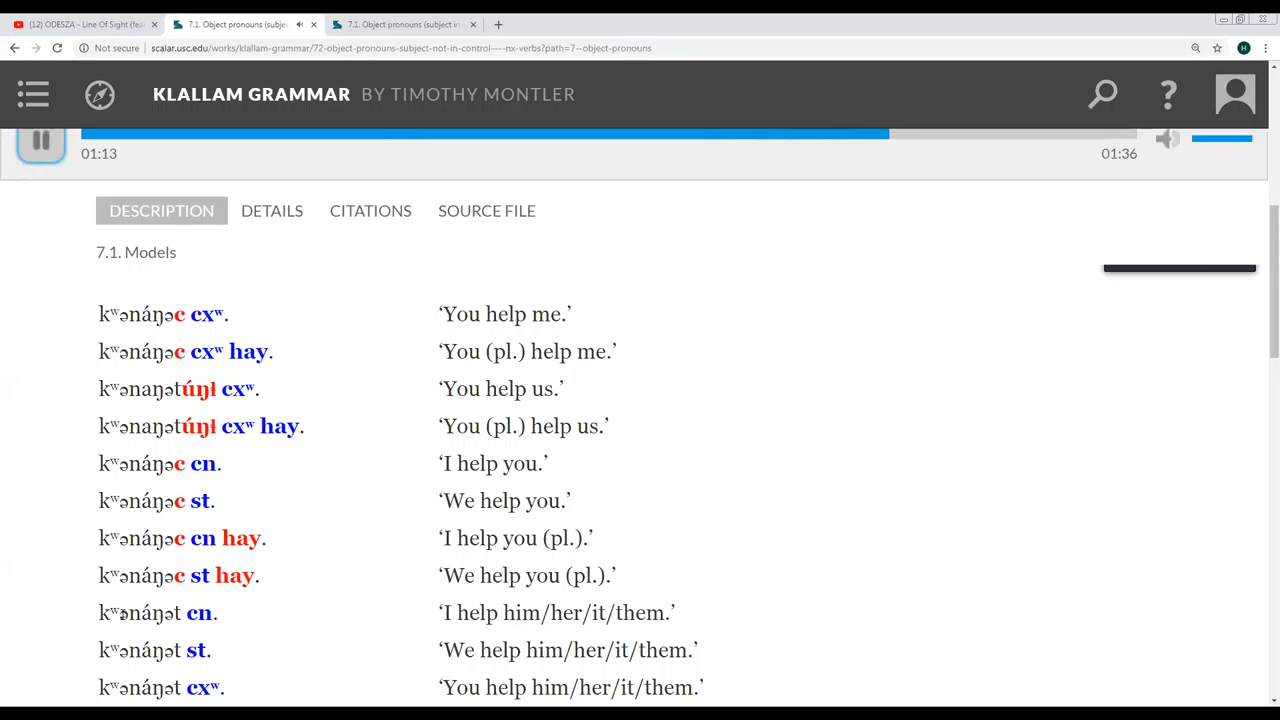 (12) ODESZA - Line Of Sight (fea
7.1. Object pronouns (subjec
7.1. Object pronouns (subject in
Not secure | scalar.usc.edu/works/klallam-grammar/72-object-pronouns-subject-not-in-control----nx-verbs?path=7--object-pronouns
H
KLALLAM GRAMMAR BY TIMOTHY MONTLER
?
01:13 01:36
DESCRIPTION DETAILS CITATIONS SOURCE FILE
7.1. Models
kʷənáŋəc cxʷ. ‘You help me.’
kʷənáŋəc cxʷ hay. ‘You (pl.) help me.’
kʷənaŋətúŋɬ cxʷ. ‘You help us.’
kʷənaŋətúŋɬ cxʷ hay. ‘You (pl.) help us.’
kʷənáŋəc cn. ‘I help you.’
kʷənáŋəc st. ‘We help you.’
kʷənáŋəc cn hay. ‘I help you (pl.).’
kʷənáŋəc st hay. ‘We help you (pl.).’
kʷənáŋət cn. ‘I help him/her/it/them.’
kʷənáŋət st. ‘We help him/her/it/them.’
kʷənáŋət cxʷ. ‘You help him/her/it/them.’